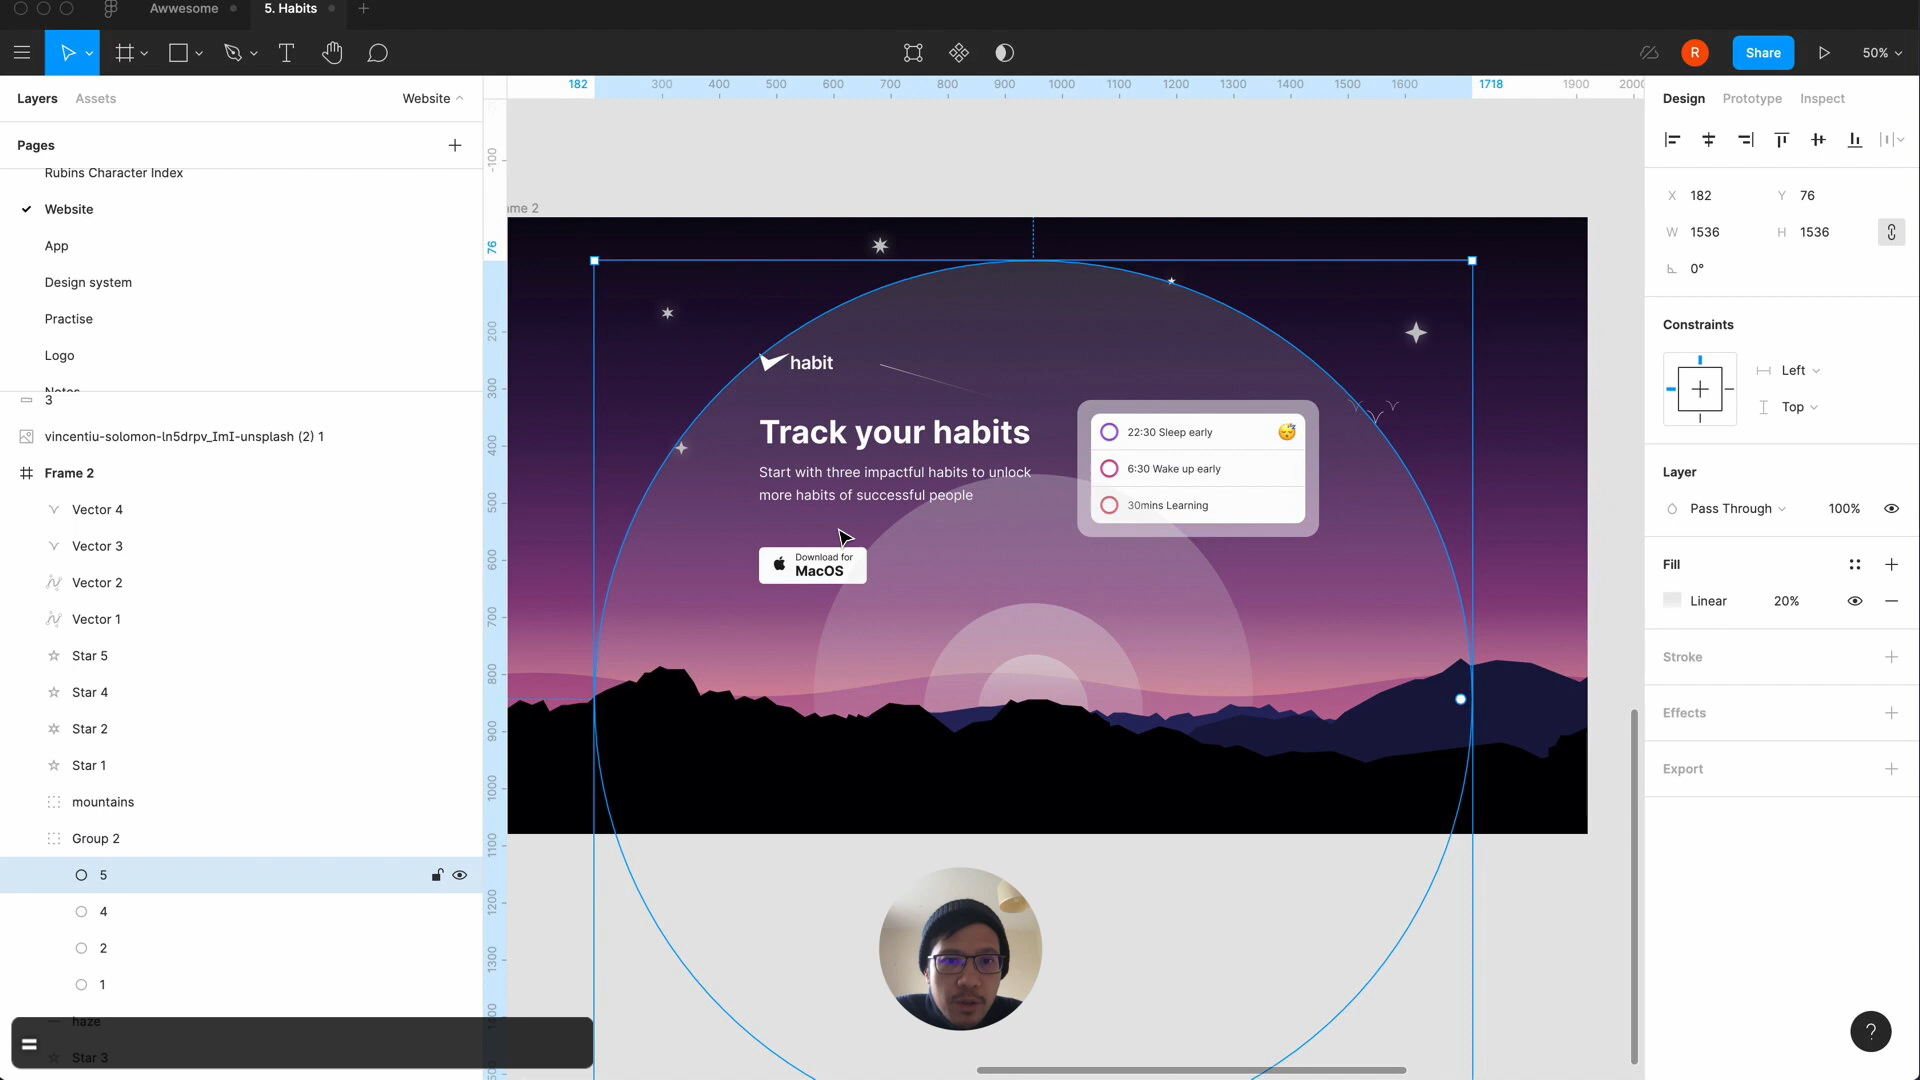 Awwesome
5. Habits
R
Share
50%
Layers
Assets
Website
Pages
Rubins Character Index
Website
App
Design system
Practise
Logo
Notes
3
vincentiu-solomon-ln5drpv_ImI-unsplash (2) 1
Frame 2
Vector 4
Vector 3
Vector 2
Vector 1
Star 5
Star 4
Star 2
Star 1
mountains
Group 2
5
4
2
1
haze
Star 3
182
300
400
500
600
700
800
900
1000
1100
1200
1300
1400
1500
1600
1718
1900
-100
76
200
300
400
500
600
700
800
900
1000
1100
1200
1300
me 2
habit
Track your habits
Start with three impactful habits to unlock
more habits of successful people
Download for
MacOS
22:30 Sleep early
6:30 Wake up early
30mins Learning
Design
Prototype
Inspect
X 182
Y 76
W 1536
H 1536
0°
Constraints
Left
Top
Layer
Pass Through
100%
Fill
Linear
20%
Stroke
Effects
Export
?